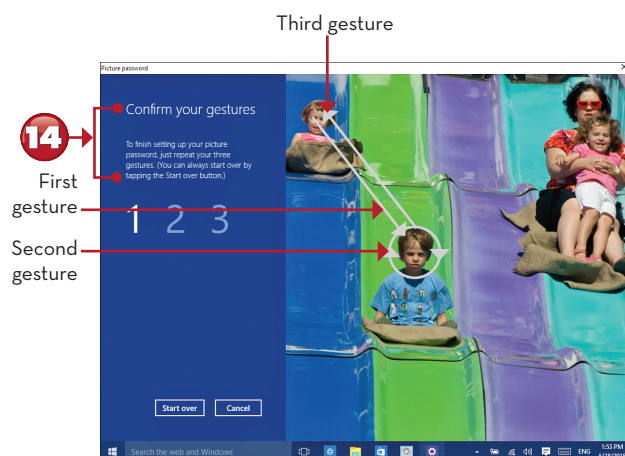 Third gesture
Picture password
Confirm your gestures
14
To finish setting up your picture
password, just repeat your three
gestures. (You can always start over by
tapping the Start over button.)
First
gesture
1 2 3
Second
gesture
Start over
Cancel
Search the web and Windows
ENG
1:53 PM